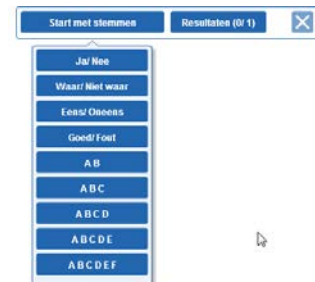 Start met stemmen Resultaten (0/ 1)
Ja/ Nee
Waar/ Niet waar
Eens/ Oneens
Goed/ Fout
A B
A B C
A B C D
A B C D E
A B C D E F